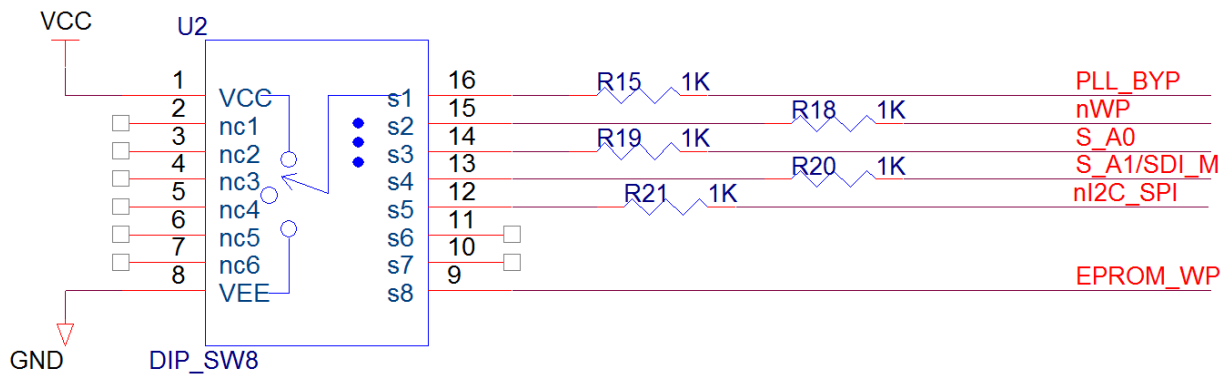 VCC
U2
1 VCC s1 16 R15 1K PLL_BYP
2 nc1 s2 15 R18 1K nWP
3 nc2 s3 14 R19 1K S_A0
4 nc3 s4 13 R20 1K S_A1/SDI_M
5 nc4 s5 12 R21 1K nI2C_SPI
6 nc5 s6 11
7 nc6 s7 10
8 VEE s8 9 EPROM_WP
GND DIP_SW8